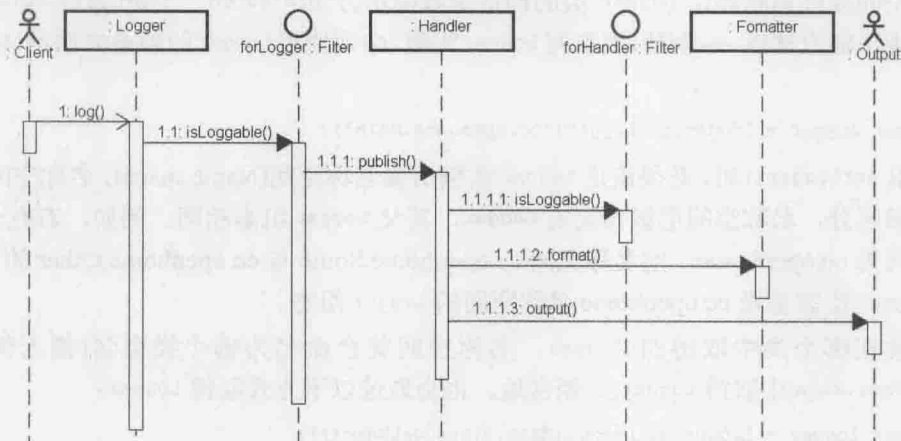 : Client
: Logger
forLogger : Filter
: Handler
forHandler : Filter
: Fomatter
: Output
1: log()
1.1: isLoggable()
1.1.1: publish()
1.1.1.1: isLoggable()
1.1.1.2: format()
1.1.1.3: output()